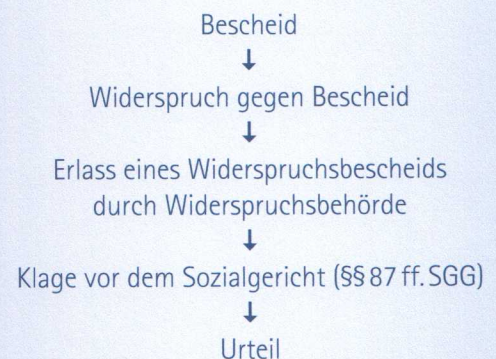 Bescheid
↓
Widerspruch gegen Bescheid
↓
Erlass eines Widerspruchsbescheids
durch Widerspruchsbehörde
↓
Klage vor dem Sozialgericht (§§ 87 ff. SGG)
↓
Urteil